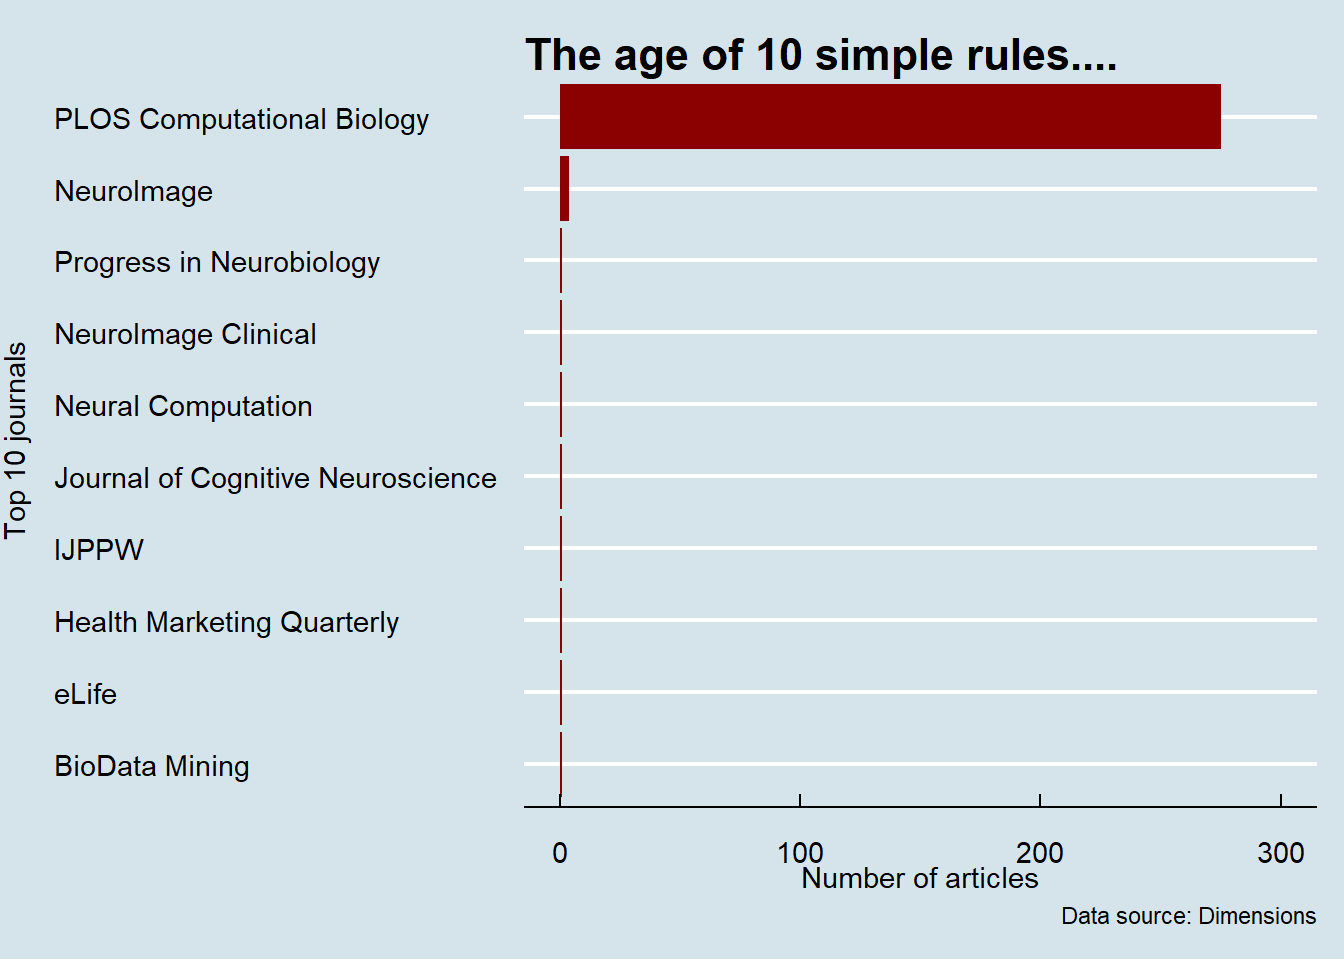 The age of 10 simple rules....
PLOS Computational Biology
NeuroImage
Progress in Neurobiology
NeuroImage Clinical
Neural Computation
Journal of Cognitive Neuroscience
IJPPW
Health Marketing Quarterly
eLife
BioData Mining
Top 10 journals
0 100 200 300
Number of articles
Data source: Dimensions